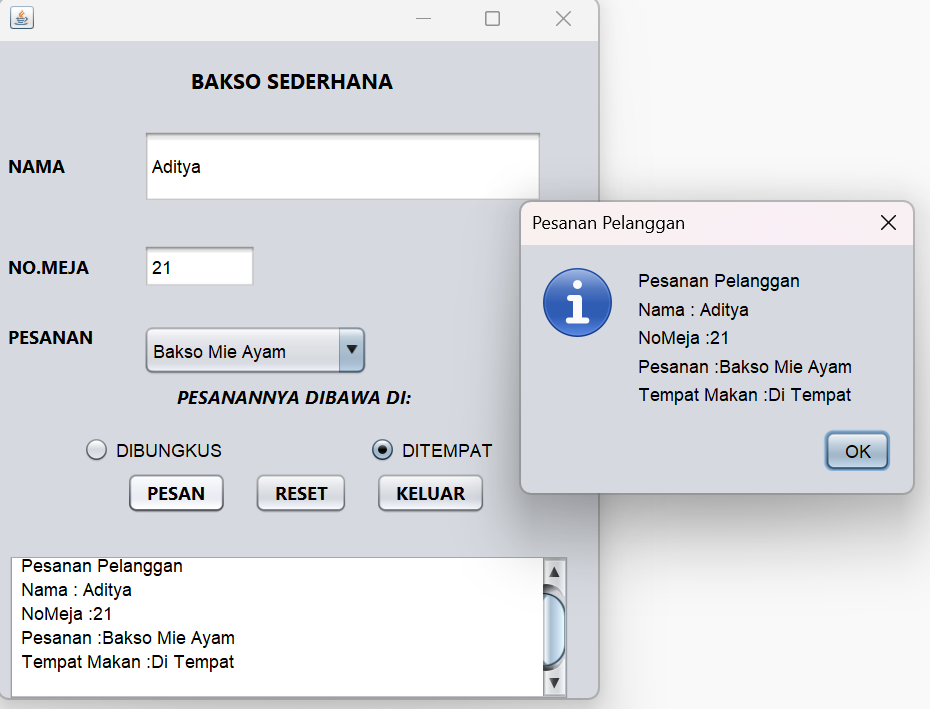 BAKSO SEDERHANA
NAMA
Aditya
NO.MEJA
21
PESANAN
Bakso Mie Ayam
PESANANNYA DIBAWA DI:
DIBUNGKUS
DITEMPAT
PESAN
RESET
KELUAR
Pesanan Pelanggan
Nama : Aditya
NoMeja :21
Pesanan :Bakso Mie Ayam
Tempat Makan :Di Tempat
Pesanan Pelanggan
Pesanan Pelanggan
Nama : Aditya
NoMeja :21
Pesanan :Bakso Mie Ayam
Tempat Makan :Di Tempat
OK